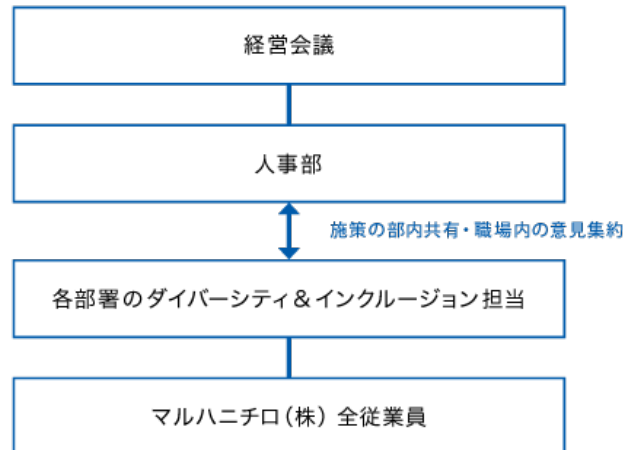 経営会議
人事部
施策の部内共有・職場内の意見集約
各部署のダイバーシティ＆インクルージョン担当
マルハニチロ（株） 全従業員